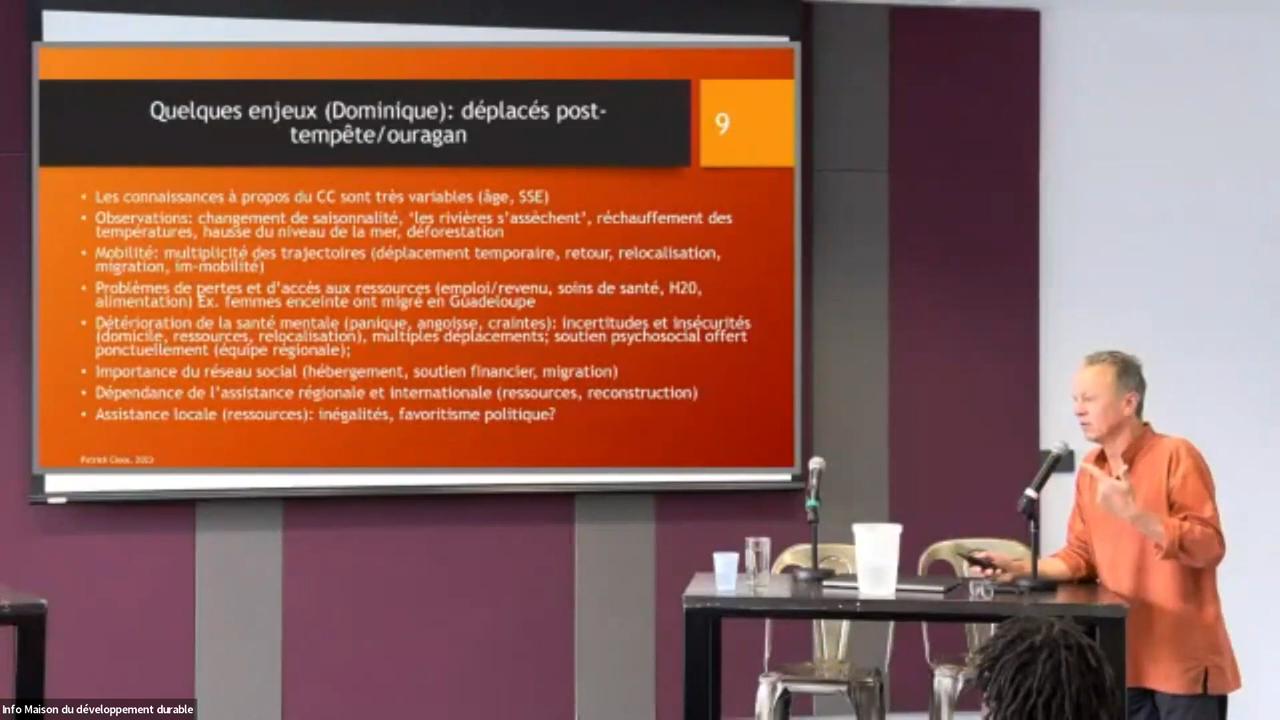 Quelques enjeux (Dominique): déplacés post-
tempête/ouragan
9
• Les connaissances à propos du CC sont très variables (âge, SSE)
• Observations: changement de saisonnalité, ‘les rivières s’assèchent’, réchauffement des
températures, hausse du niveau de la mer, déforestation
• Mobilité: multiplicité des trajectoires (déplacement temporaire, retour, relocalisation,
migration, im-mobilité)
• Problèmes de pertes et d’accès aux ressources (emploi/revenu, soins de santé, H20,
alimentation) Ex. femmes enceinte ont migré en Guadeloupe
• Détérioration de la santé mentale (panique, angoisse, craintes): incertitudes et insécurités
(domicile, ressources, relocalisation), multiples déplacements; soutien psychosocial offert
ponctuellement (équipe régionale);
• Importance du réseau social (hébergement, soutien financier, migration)
• Dépendance de l’assistance régionale et internationale (ressources, reconstruction)
• Assistance locale (ressources): inégalités, favoritisme politique?
Patrick Cloos, 2023
Info Maison du développement durable